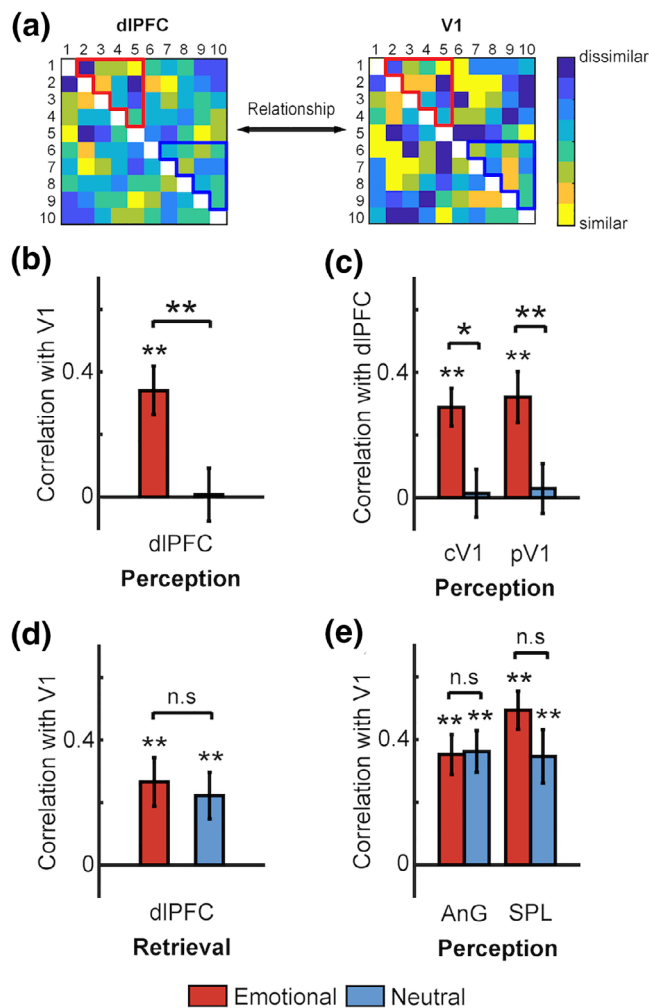 (a)
dlPFC
V1
1 2 3 4 5 6 7 8 9 10
1 2 3 4 5 6 7 8 9 10
1
2
3
4
5
6
7
8
9
10
Relationship
1
2
3
4
5
6
7
8
9
10
dissimilar
similar
(b)
Correlation with V1
0.4
0
**
**
dlPFC
Perception
(c)
Correlation with dlPFC
0.4
0
*
**
**
**
cV1 pV1
Perception
(d)
Correlation with V1
0.4
0
n.s
**
**
dlPFC
Retrieval
(e)
Correlation with V1
0.4
0
n.s
n.s
**
**
**
**
AnG SPL
Perception
Emotional Neutral